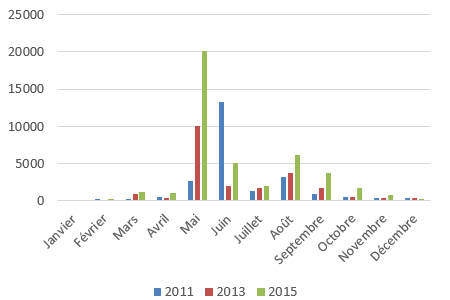 25000
20000
15000
10000
5000
0
Janvier
Février
Mars
Avril
Mai
Juin
Juillet
Août
Septembre
Octobre
Novembre
Décembre
2011 2013 2015